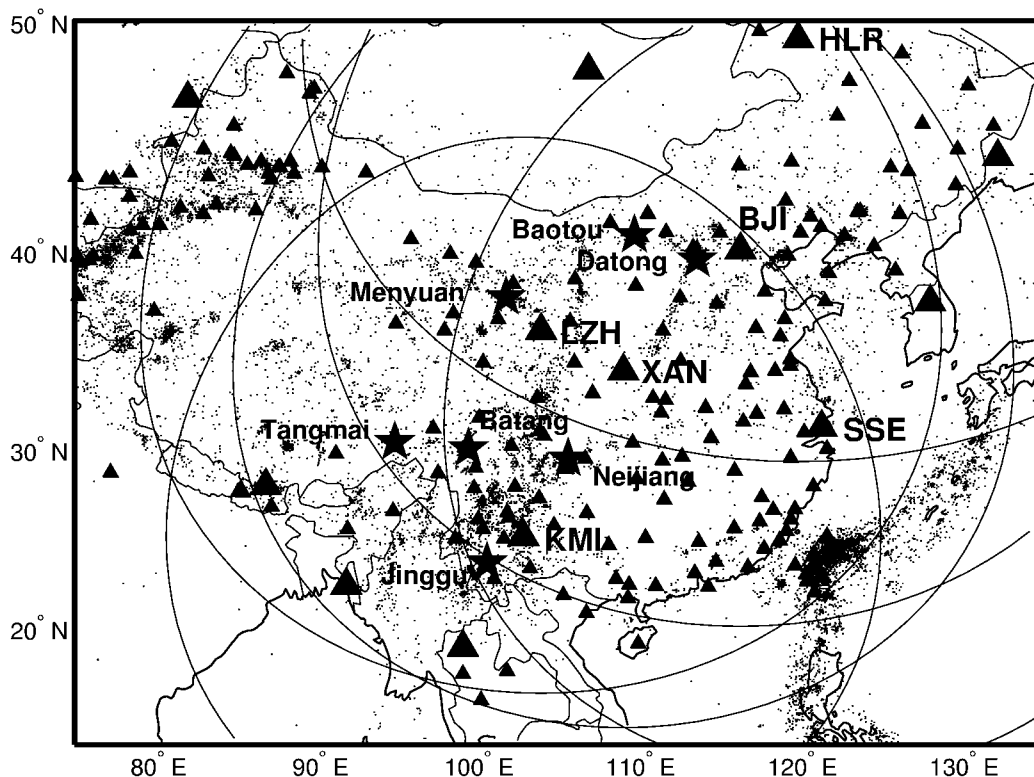 50° N
HLR
BJI
Baotou
40° N
Datong
Menyuan
LZH
XAN
Batang
Tangmai
SSE
30° N
Neijiang
KMI
Jinggu
20° N
80° E
90° E
100° E
110° E
120° E
130° E